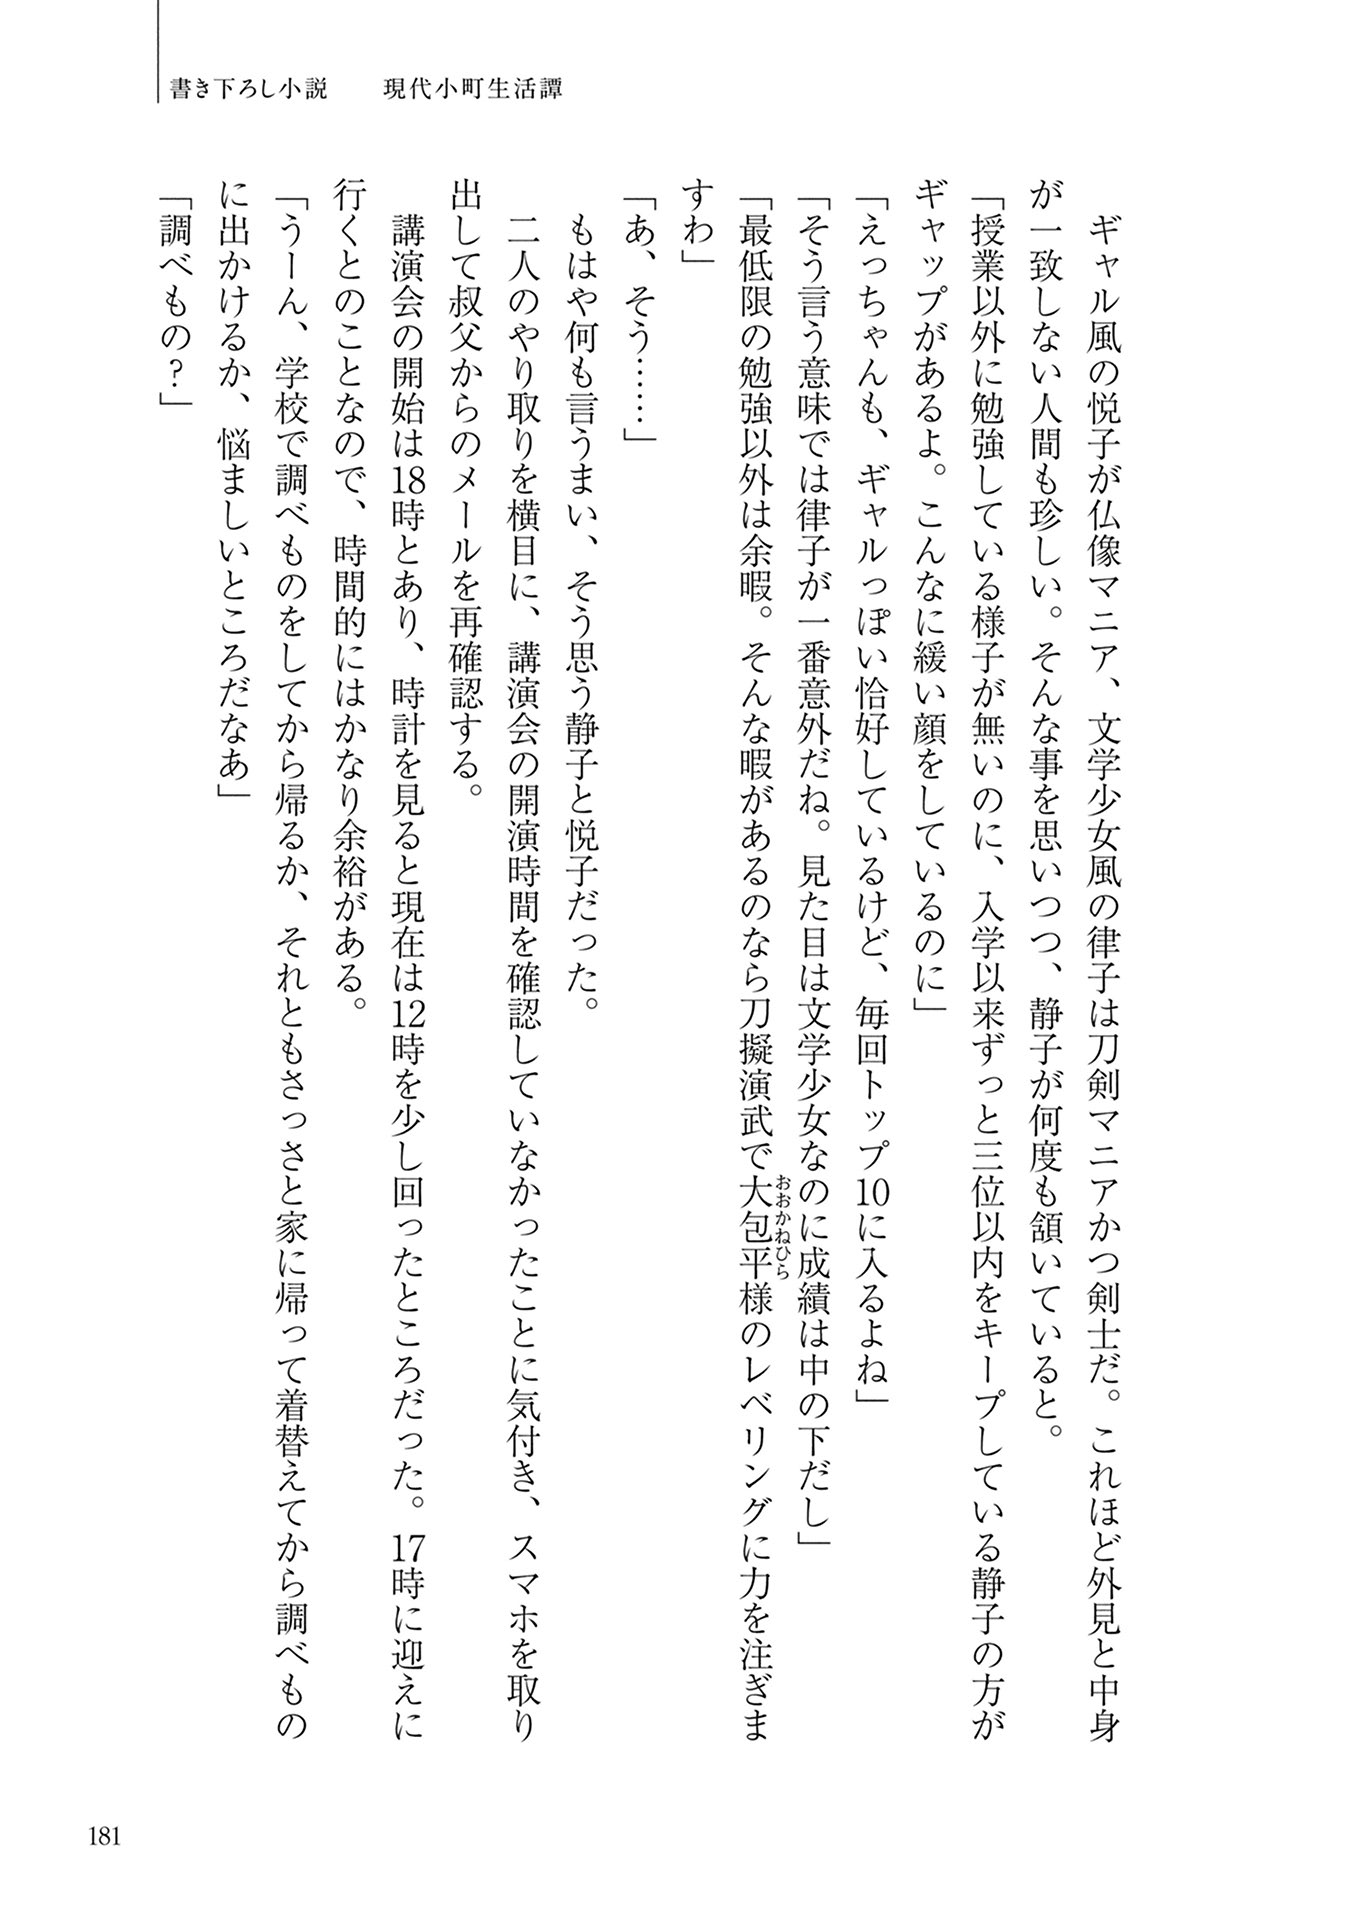 書き下ろし小説　　現代小町生活譚
　ギャル風の悦子が仏像マニア、文学少女風の律子は刀剣マニアかつ剣士だ。これほど外見と中身
が一致しない人間も珍しい。そんな事を思いつつ、静子が何度も頷いていると。
「授業以外に勉強している様子が無いのに、入学以来ずっと三位以内をキープしている静子の方が
ギャップがあるよ。こんなに緩い顔をしているのに」
「えっちゃんも、ギャルっぽい恰好しているけど、毎回トップ10に入るよね」
「そう言う意味では律子が一番意外だね。見た目は文学少女なのに成績は中の下だし」
「最低限の勉強以外は余暇。そんな暇があるのなら刀擬演武で大包平様のレベリングに力を注ぎま
おおかねひら
すわ」
「あ、そう……」
　もはや何も言うまい、そう思う静子と悦子だった。
　二人のやり取りを横目に、講演会の開演時間を確認していなかったことに気付き、スマホを取り
出して叔父からのメールを再確認する。
　講演会の開始は18時とあり、時計を見ると現在は12時を少し回ったところだった。17時に迎えに
行くとのことなので、時間的にはかなり余裕がある。
「うーん、学校で調べものをしてから帰るか、それともさっさと家に帰って着替えてから調べもの
に出かけるか、悩ましいところだなあ」
「調べもの？」
181